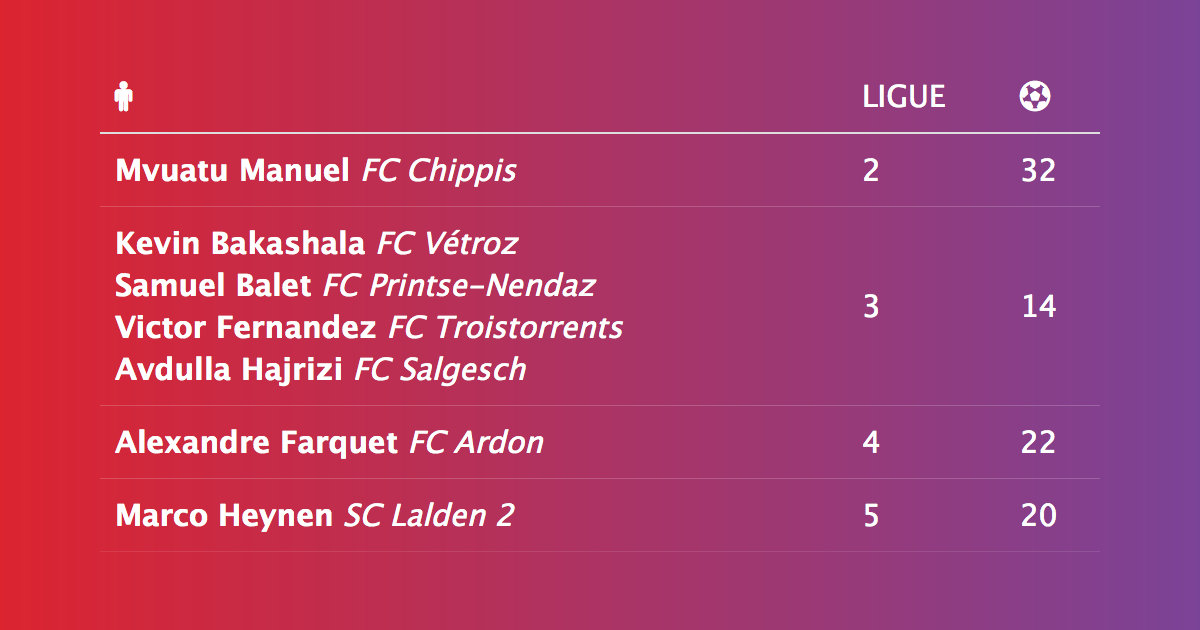 LIGUE
Mvuatu Manuel FC Chippis 2 32
Kevin Bakashala FC Vétroz
Samuel Balet FC Printse-Nendaz
Victor Fernandez FC Troistorrents
Avdulla Hajrizi FC Salgesch
3 14
Alexandre Farquet FC Ardon 4 22
Marco Heynen SC Lalden 2 5 20